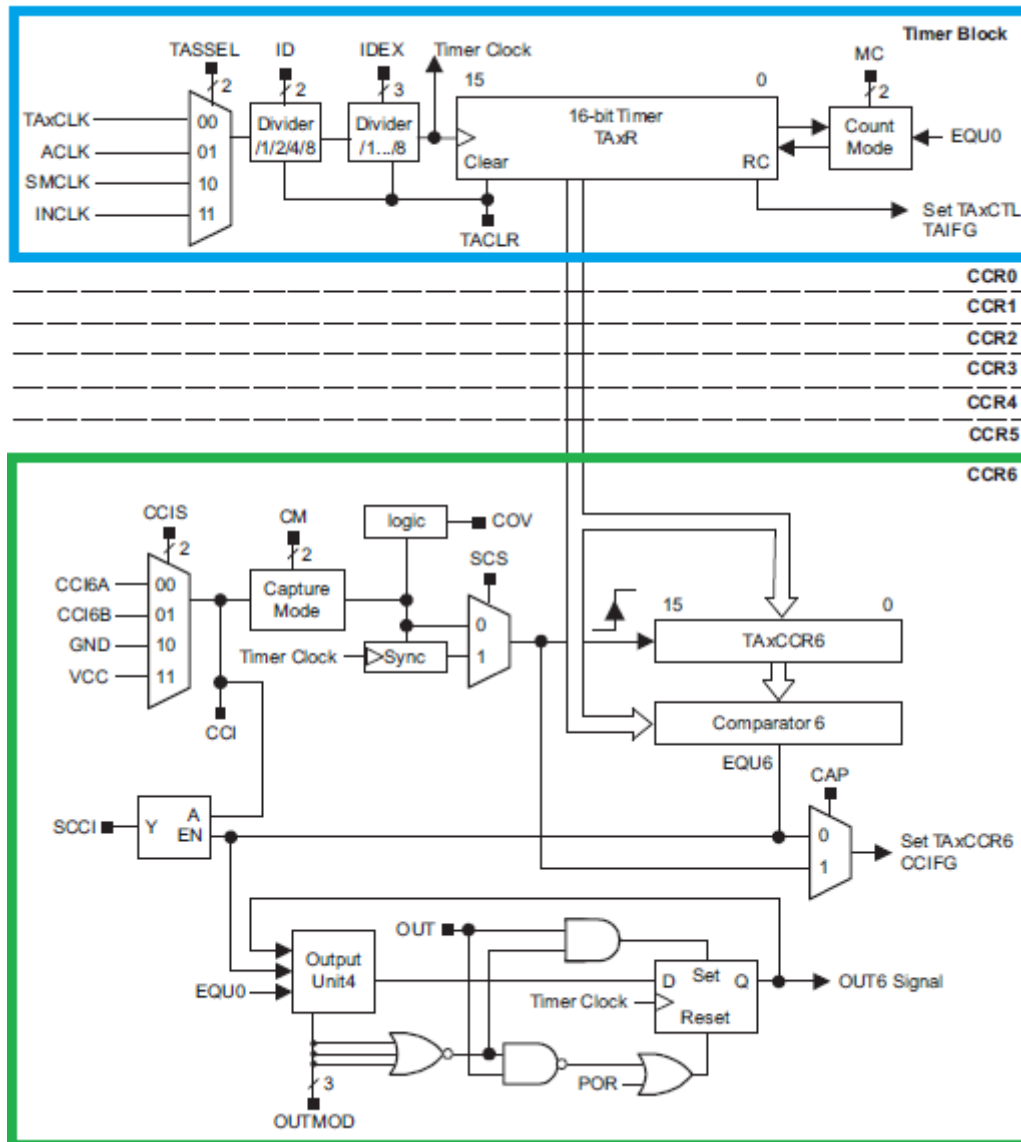 Timer Block
TASSEL
ID
IDEX
Timer Clock
MC
2
2
3
15
0
2
TAxCLK
ACLK
SMCLK
INCLK
00
01
10
11
Divider
/1/2/4/8
Divider
/1.../8
16-bit Timer
TAxR
Clear
RC
Count
Mode
EQU0
TACLR
Set TAxCTL
TAIFG
CCR0
CCR1
CCR2
CCR3
CCR4
CCR5
CCR6
CCIS
CM
logic
COV
2
2
SCS
CCI6A
CCI6B
GND
VCC
00
01
10
11
Capture
Mode
0
1
15
0
TAxCCR6
Timer Clock
Sync
CCI
Comparator 6
EQU6
CAP
SCCI
Y
A
EN
0
1
Set TAxCCR6
CCIFG
OUT
Output
Unit4
EQU0
D
Set
Q
OUT6 Signal
Timer Clock
Reset
POR
3
OUTMOD